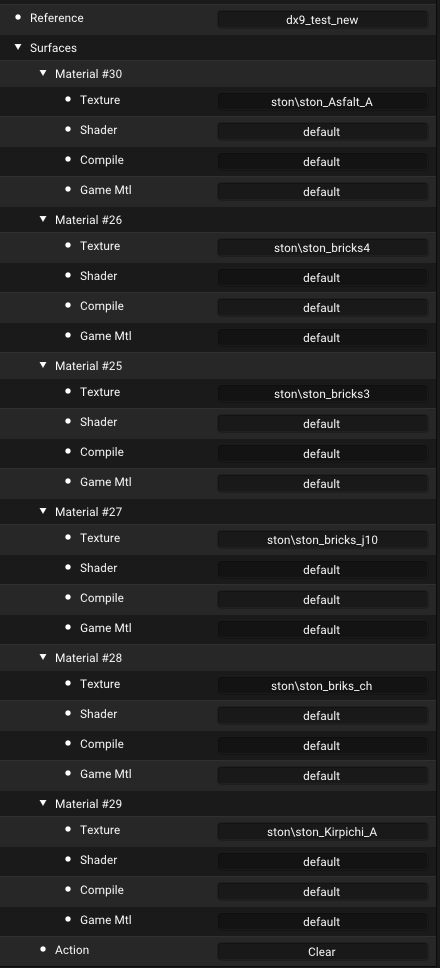 Reference dx9_test_new
Surfaces
Material #30
Texture ston\ston_Asfalt_A
Shader default
Compile default
Game Mtl default
Material #26
Texture ston\ston_bricks4
Shader default
Compile default
Game Mtl default
Material #25
Texture ston\ston_bricks3
Shader default
Compile default
Game Mtl default
Material #27
Texture ston\ston_bricks_j10
Shader default
Compile default
Game Mtl default
Material #28
Texture ston\ston_briks_ch
Shader default
Compile default
Game Mtl default
Material #29
Texture ston\ston_Kirpichi_A
Shader default
Compile default
Game Mtl default
Action Clear